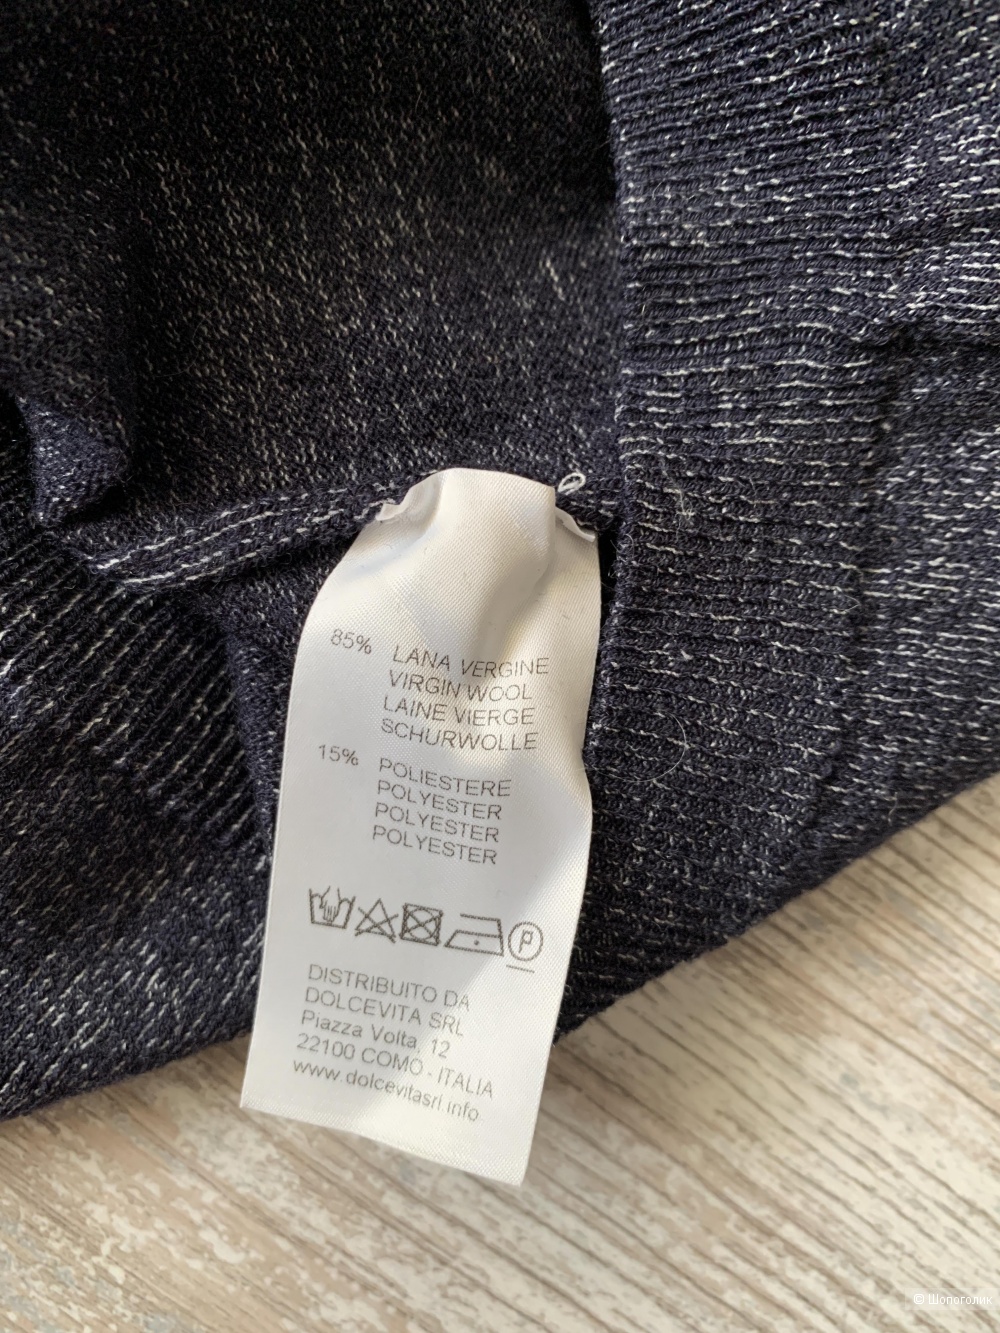 85% LANA VERGINE
VIRGIN WOOL
LAINE VIERGE
SCHURWOLLE
15% POLIESTERE
POLYESTER
POLYESTER
POLYESTER
P
DISTRIBUITO DA
DOLCEVITA SRL
Piazza Volta, 12
22100 COMO - ITALIA
www.dolcevitasrl.info
© Шопоголик